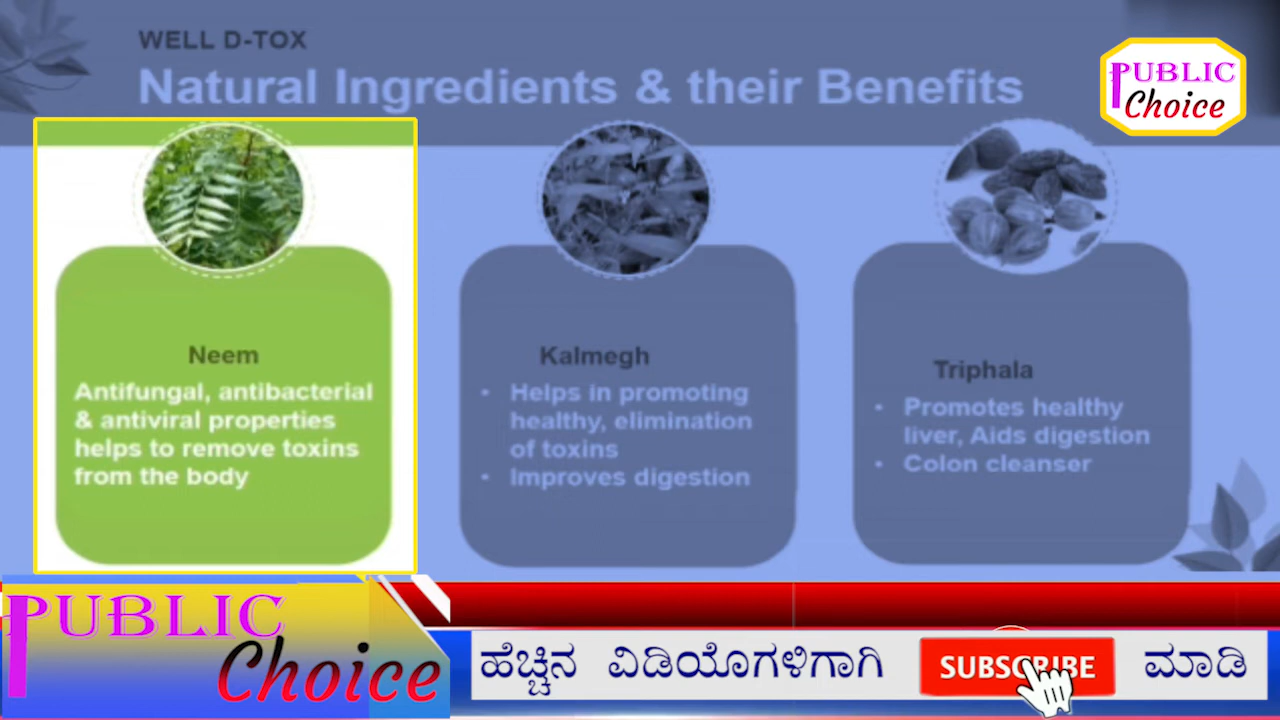 WELL D-TOX
Natural Ingredients & their Benefits
PUBLIC
Choice
Neem
Antifungal, antibacterial
& antiviral properties
helps to remove toxins
from the body
Kalmegh
• Helps in promoting
healthy, elimination
of toxins
• Improves digestion
Triphala
• Promotes healthy
liver, Aids digestion
• Colon cleanser
PUBLIC
Choice
ಹೆಚ್ಚಿನ ವಿಡಿಯೊಗಳಿಗಾಗಿ SUBSCRIBE ಮಾಡಿ